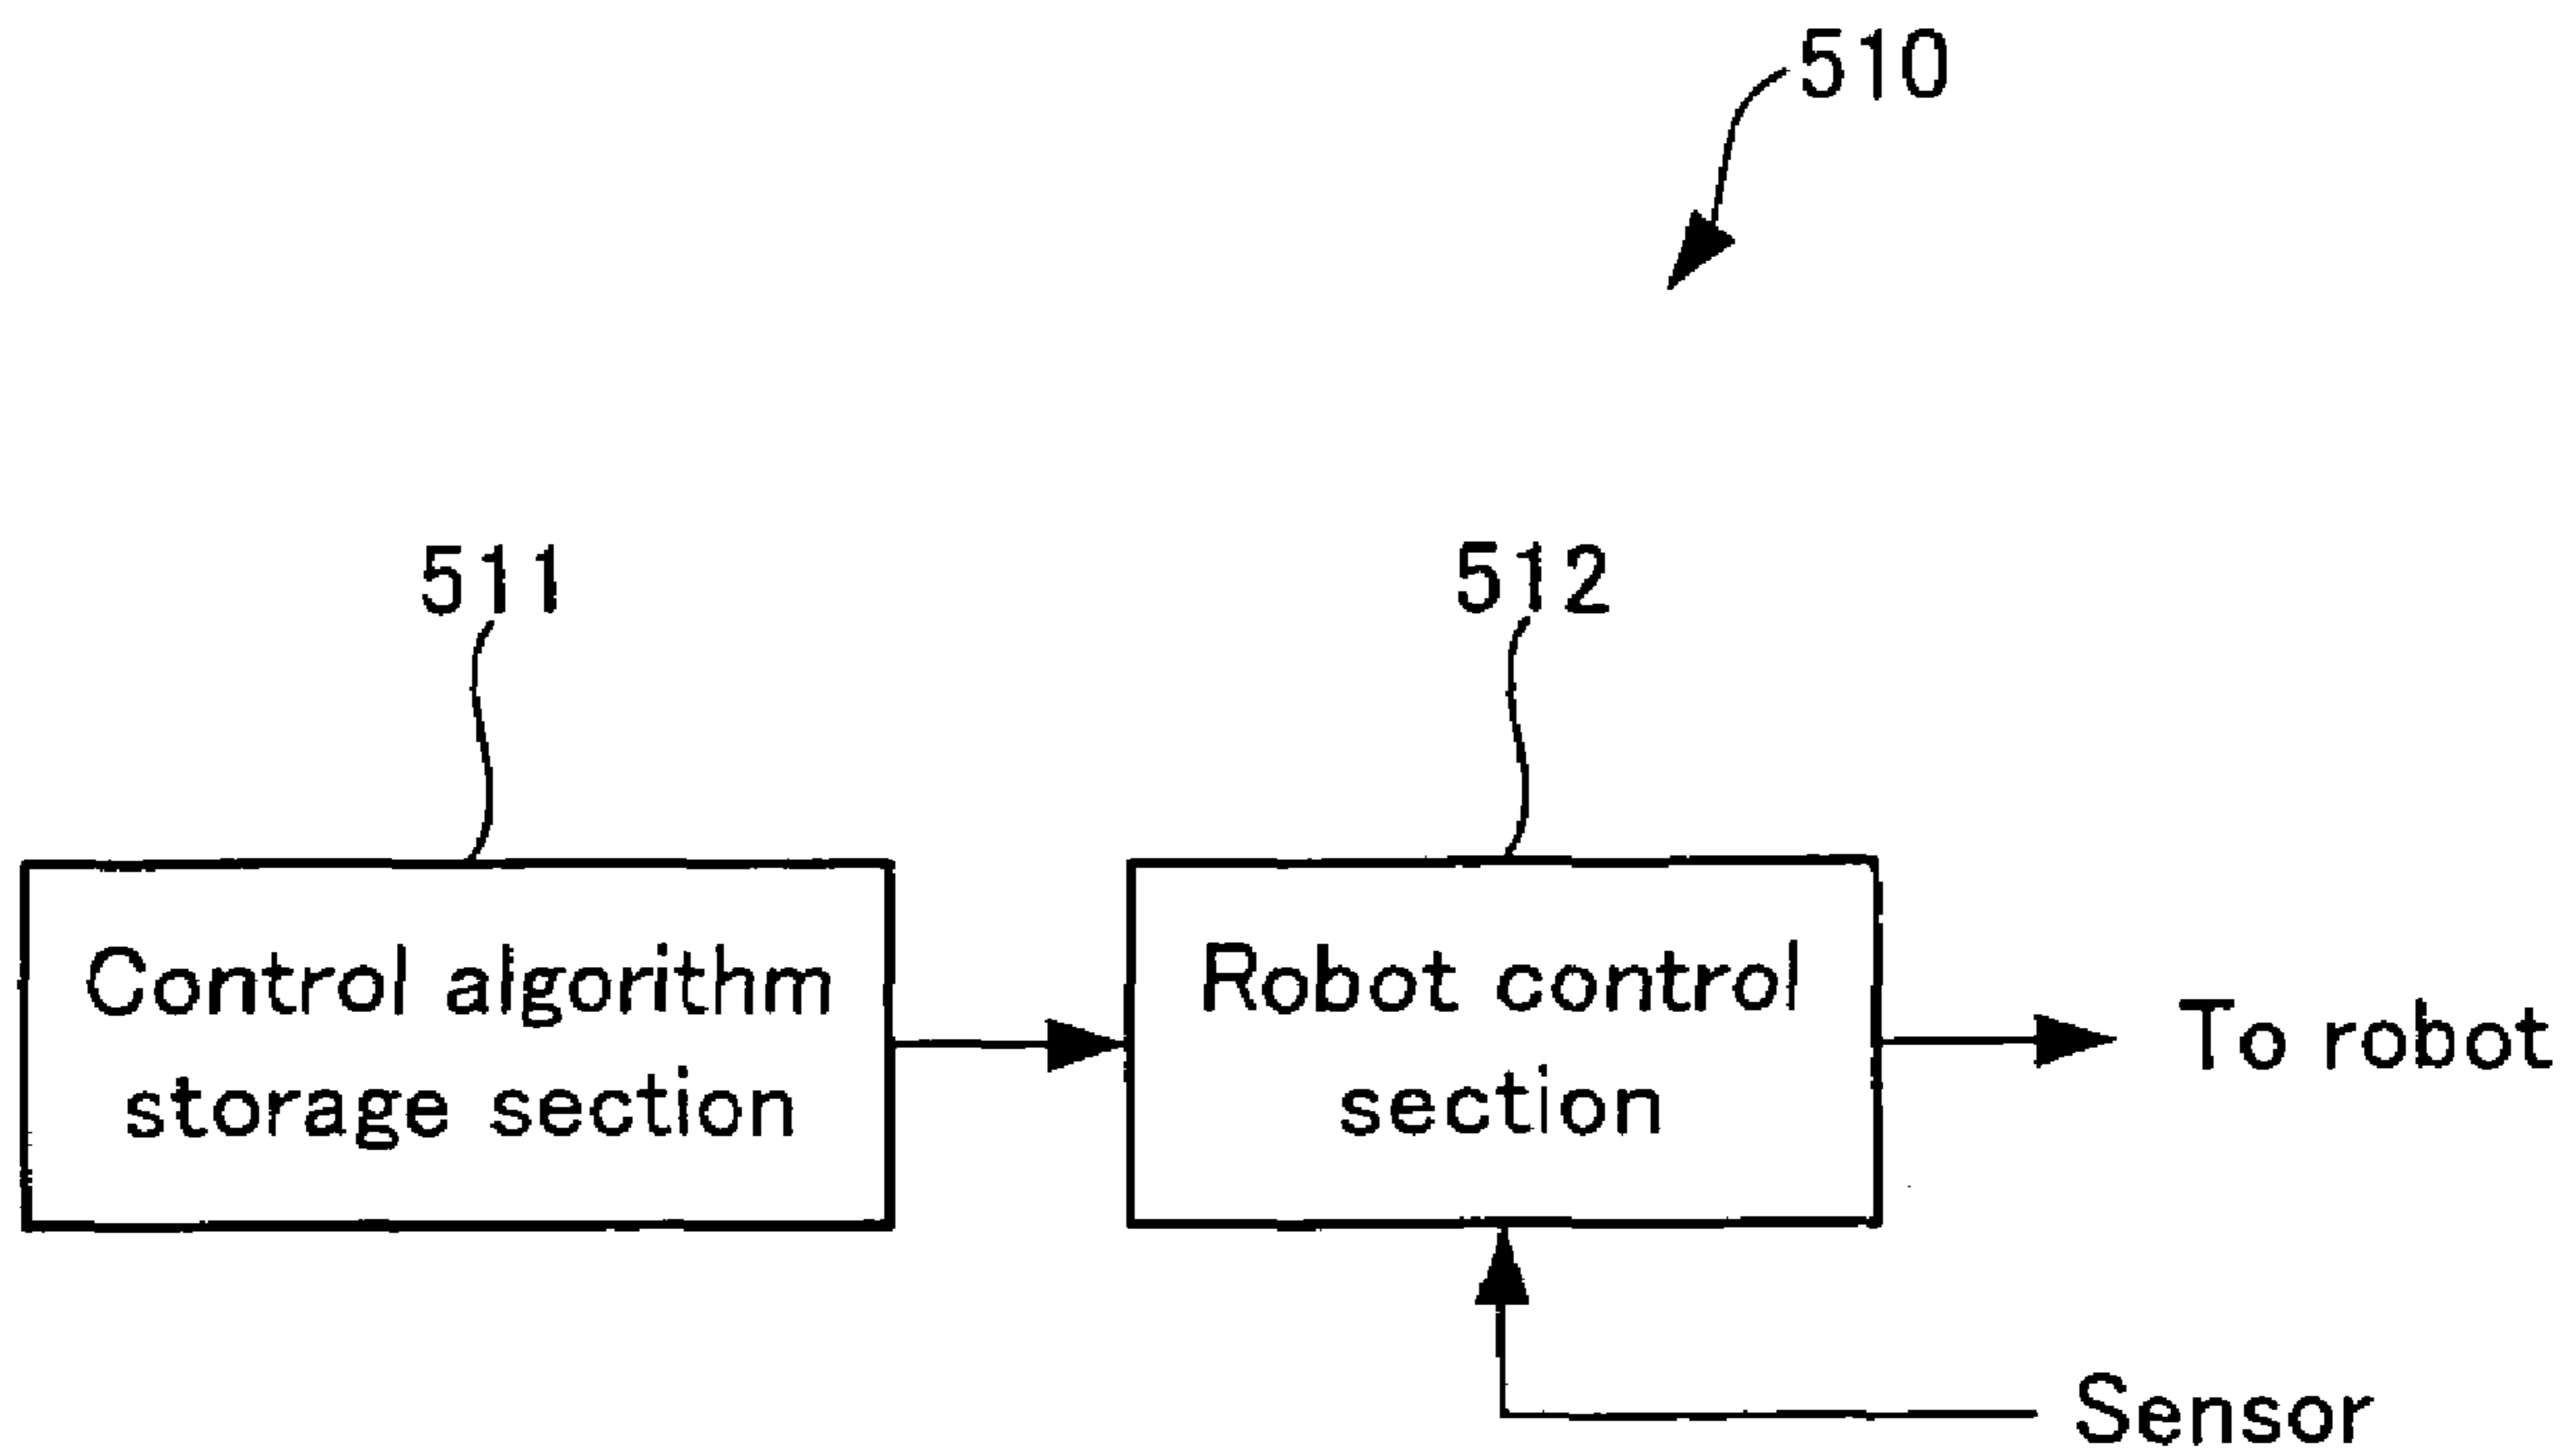 510
511
512
Control algorithm
storage section
Robot control
section
To robot
Sensor